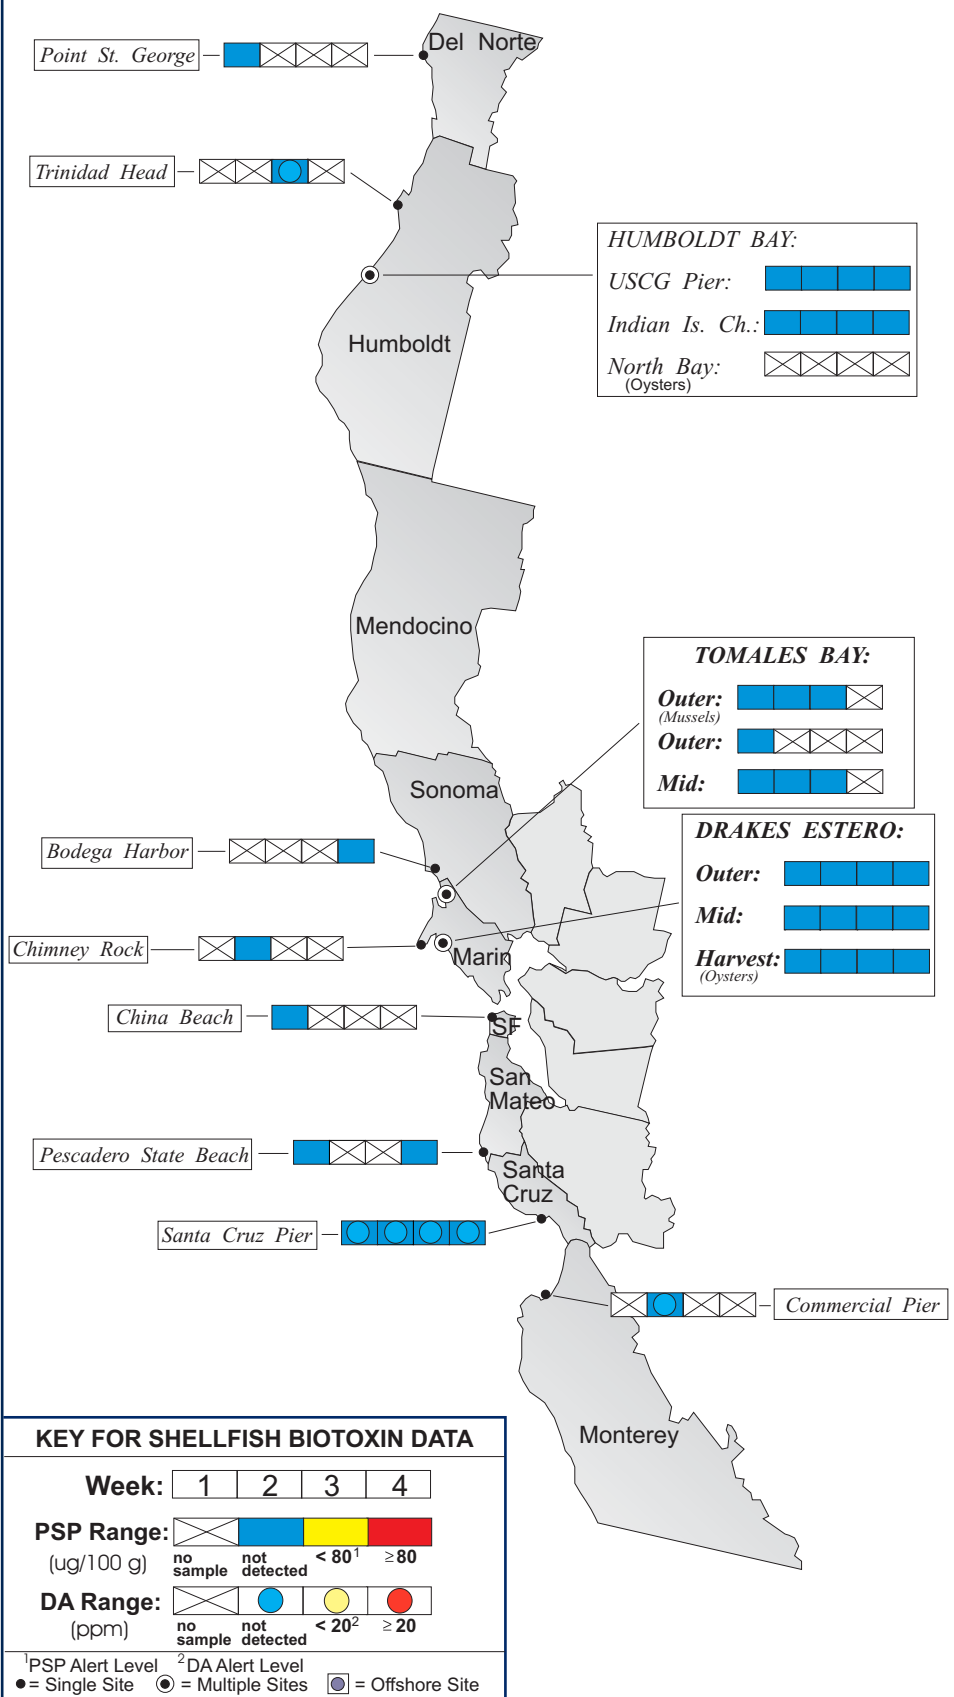 Point St. George
Del Norte
Trinidad Head
HUMBOLDT BAY:
USCG Pier:
Indian Is. Ch.:
North Bay:
(Oysters)
Humboldt
Mendocino
TOMALES BAY:
Outer:
(Mussels)
Outer:
Mid:
Sonoma
DRAKES ESTERO:
Outer:
Mid:
Harvest:
(Oysters)
Bodega Harbor
Chimney Rock
Marin
China Beach
SF
San
Mateo
Pescadero State Beach
Santa
Cruz
Santa Cruz Pier
Commercial Pier
Monterey
KEY FOR SHELLFISH BIOTOXIN DATA
Week: 1 2 3 4
PSP Range:
(ug/100 g)
no sample
not detected
< 80¹
≥80
DA Range:
(ppm)
no sample
not detected
< 20²
≥ 20
¹PSP Alert Level ²DA Alert Level
= Single Site = Multiple Sites = Offshore Site